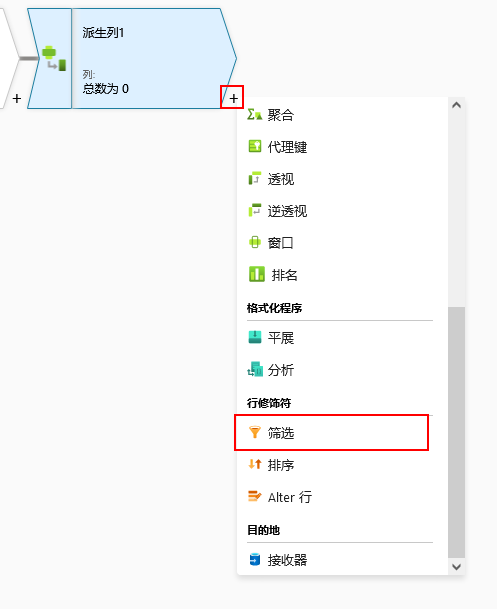 派生列1
列:
总数为 0
聚合
代理键
透视
逆透视
窗口
排名
格式化程序
平展
分析
行修饰符
筛选
排序
Alter 行
目的地
接收器